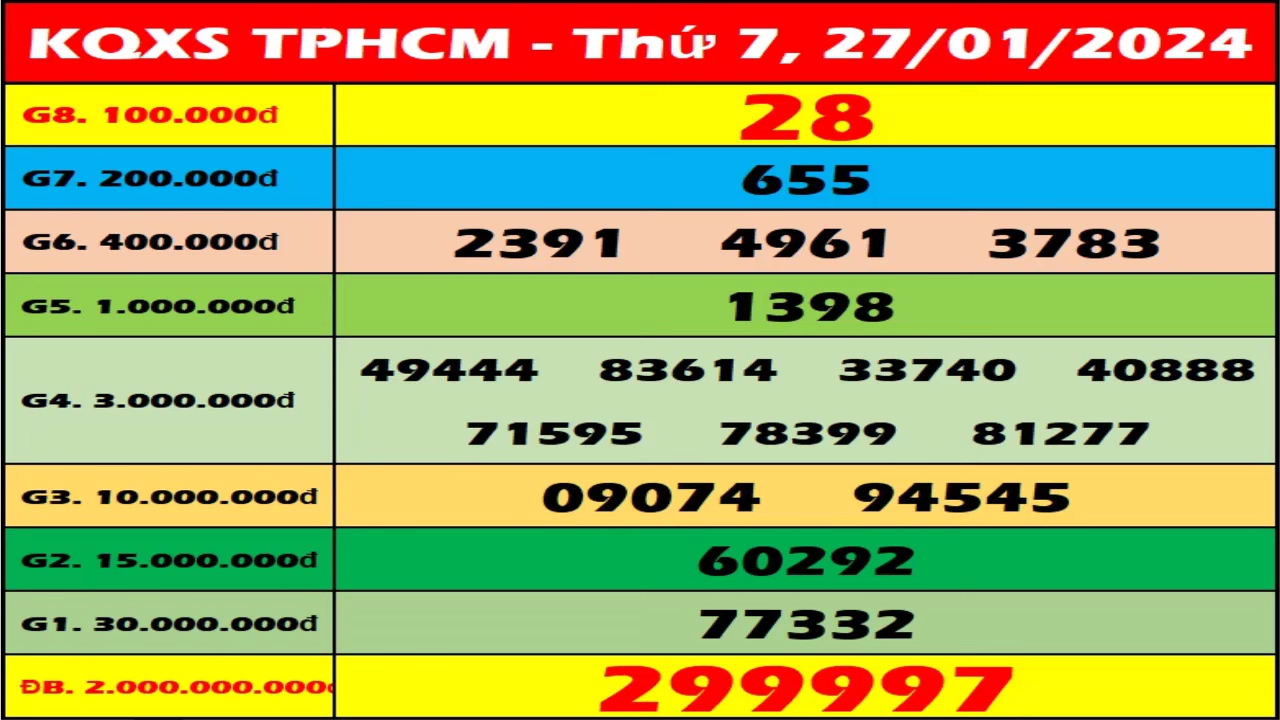 KQXS TPHCM - Thứ 7, 27/01/2024
G8. 100.000đ 28
G7. 200.000đ 655
G6. 400.000đ 2391 4961 3783
G5. 1.000.000đ 1398
G4. 3.000.000đ 49444 83614 33740 40888
71595 78399 81277
G3. 10.000.000đ 09074 94545
G2. 15.000.000đ 60292
G1. 30.000.000đ 77332
ĐB. 2.000.000.000đ 299997